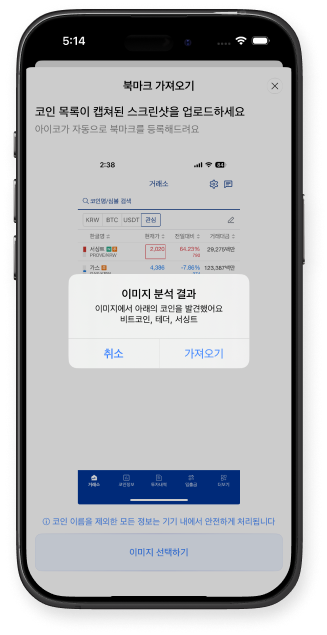 5:14
북마크 가져오기
코인 목록이 캡쳐된 스크린샷을 업로드하세요
아이코가 자동으로 북마크를 등록해드려요
2:38
84
거래소
코인명/심볼 검색
KRW BTC USDT 관심
한글명 현재가 전일대비 거래대금
서싱트 2,020 64.23% 29,275백만
PROVE/KRW 790
가스 4,386 -7.86% 123,387백만
이미지 분석 결과
이미지에서 아래의 코인을 발견했어요
비트코인, 테더, 서싱트
취소 가져오기
거래소 코인정보 투자내역 입출금 더보기
코인 이름을 제외한 모든 정보는 기기 내에서 안전하게 처리됩니다
이미지 선택하기